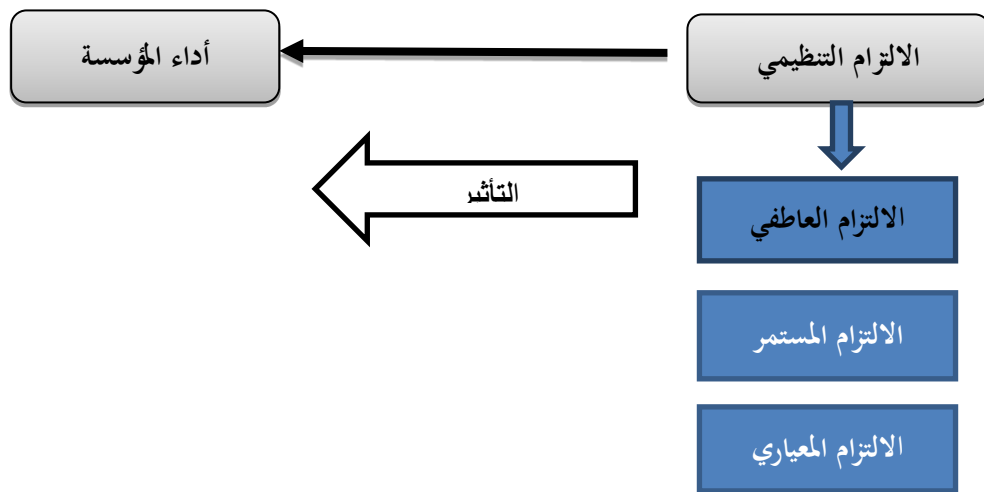 الالتزام التنظيمي
أداء المؤسسة
التأثير
الالتزام العاطفي
الالتزام المستمر
الالتزام المعياري